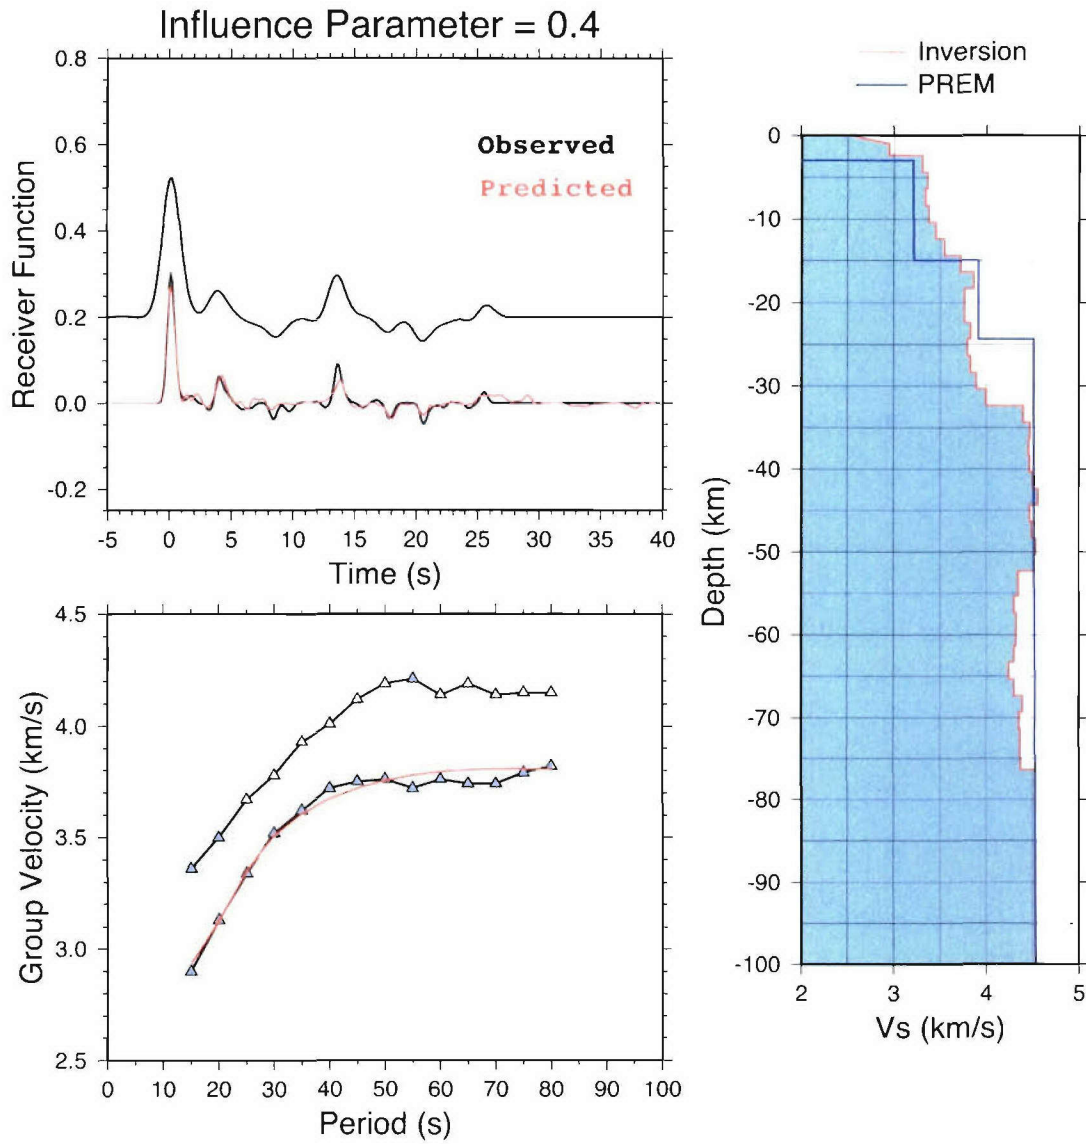 Influence Parameter = 0.4
0.8
0.6
0.4
0.2
0.0
-0.2
Receiver Function
Observed
Predicted
-5 0 5 10 15 20 25 30 35 40
Time (s)
4.5
4.0
3.5
3.0
2.5
Group Velocity (km/s)
0 10 20 30 40 50 60 70 80 90 100
Period (s)
Inversion
PREM
0
-10
-20
-30
-40
-50
-60
-70
-80
-90
-100
Depth (km)
2 3 4 5
Vs (km/s)